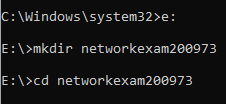 C:\Windows\system32>e:
E:\>mkdir networkexam200973
E:\>cd networkexam200973